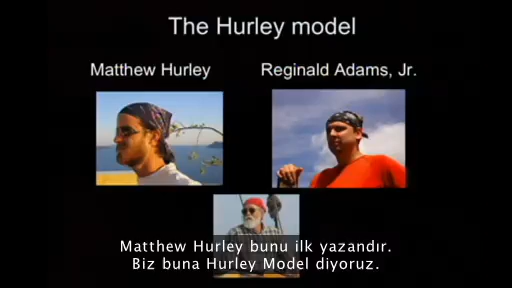 The Hurley model
Matthew Hurley
Reginald Adams, Jr.
Matthew Hurley bunu ilk yazandır.
Biz buna Hurley Model diyoruz.